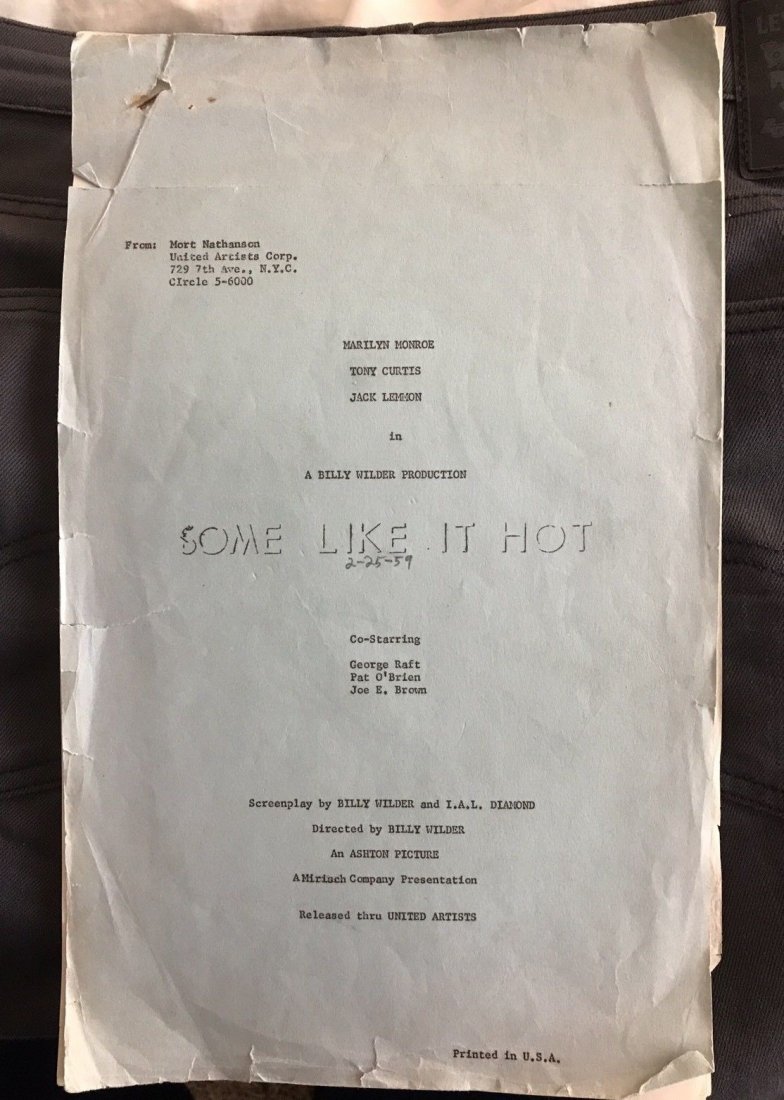 From: Mort Nathanson
United Artists Corp.
729 7th Ave., N.Y.C.
CIrcle 5-6000
MARILYN MONROE
TONY CURTIS
JACK LEMMON
in
A BILLY WILDER PRODUCTION
SOME LIKE IT HOT
2-25-59
Co-Starring
George Raft
Pat O'Brien
Joe E. Brown
Screenplay by BILLY WILDER and I.A.L. DIAMOND
Directed by BILLY WILDER
An ASHTON PICTURE
A Mirisch Company Presentation
Released thru UNITED ARTISTS
Printed in U.S.A.